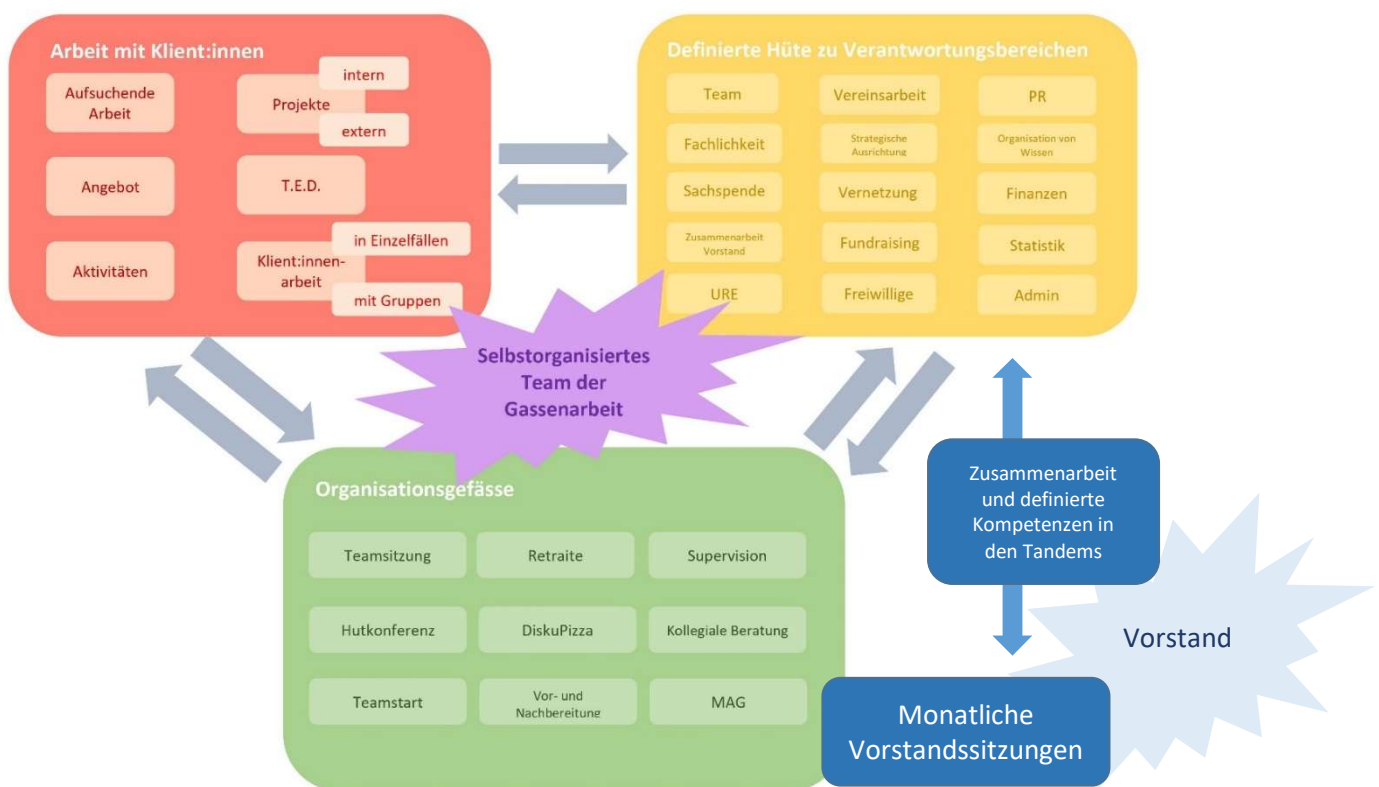 Arbeit mit Klient:innen
Aufsuchende
Arbeit
Projekte
intern
extern
Angebot
T.E.D.
Aktivitäten
Klient:innen-
arbeit
in Einzelfällen
mit Gruppen
Definierte Hüte zu Verantwortungsbereichen
Team
Vereinsarbeit
PR
Fachlichkeit
Strategische
Ausrichtung
Organisation von
Wissen
Sachspende
Vernetzung
Finanzen
Zusammenarbeit
Vorstand
Fundraising
Statistik
URE
Freiwillige
Admin
Selbstorganisiertes
Team der
Gassenarbeit
Organisationsgefässe
Teamsitzung
Retraite
Supervision
Hutkonferenz
DiskuPizza
Kollegiale Beratung
Teamstart
Vor- und
Nachbereitung
MAG
Zusammenarbeit
und definierte
Kompetenzen in
den Tandems
Vorstand
Monatliche
Vorstandssitzungen